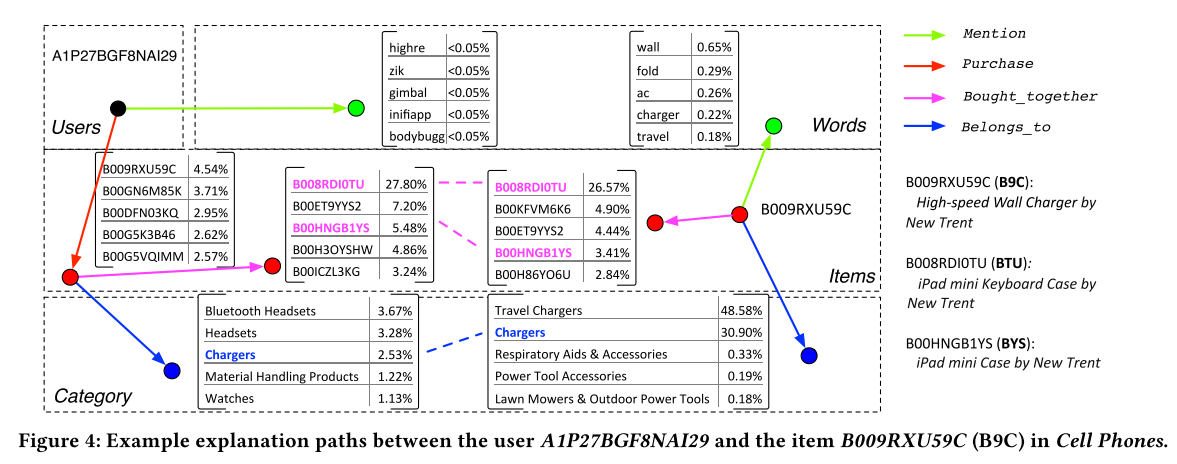 A1P27BGF8NAI29
Users
highre <0.05%
zik <0.05%
gimbal <0.05%
inifiapp <0.05%
bodybugg <0.05%
wall 0.65%
fold 0.29%
ac 0.26%
charger 0.22%
travel 0.18%
Words
B009RXU59C 4.54%
B00GN6M85K 3.71%
B00DFN03KQ 2.95%
B00G5K3B46 2.62%
B00G5VQIMM 2.57%
B008RDI0TU 27.80%
B00ET9YYS2 7.20%
B00HNGB1YS 5.48%
B00H3OYSHW 4.86%
B00ICZL3KG 3.24%
B008RDI0TU 26.57%
B00KFVM6K6 4.90%
B00ET9YYS2 4.44%
B00HNGB1YS 3.41%
B00H86YO6U 2.84%
B009RXU59C
Items
Bluetooth Headsets 3.67%
Headsets 3.28%
Chargers 2.53%
Material Handling Products 1.22%
Watches 1.13%
Travel Chargers 48.58%
Chargers 30.90%
Respiratory Aids & Accessories 0.33%
Power Tool Accessories 0.19%
Lawn Mowers & Outdoor Power Tools 0.18%
Category
Mention
Purchase
Bought_together
Belongs_to
B009RXU59C (B9C):
High-speed Wall Charger by
New Trent
B008RDI0TU (BTU):
iPad mini Keyboard Case by
New Trent
B00HNGB1YS (BYS):
iPad mini Case by New Trent
Figure 4: Example explanation paths between the user A1P27BGF8NAI29 and the item B009RXU59C (B9C) in Cell Phones.